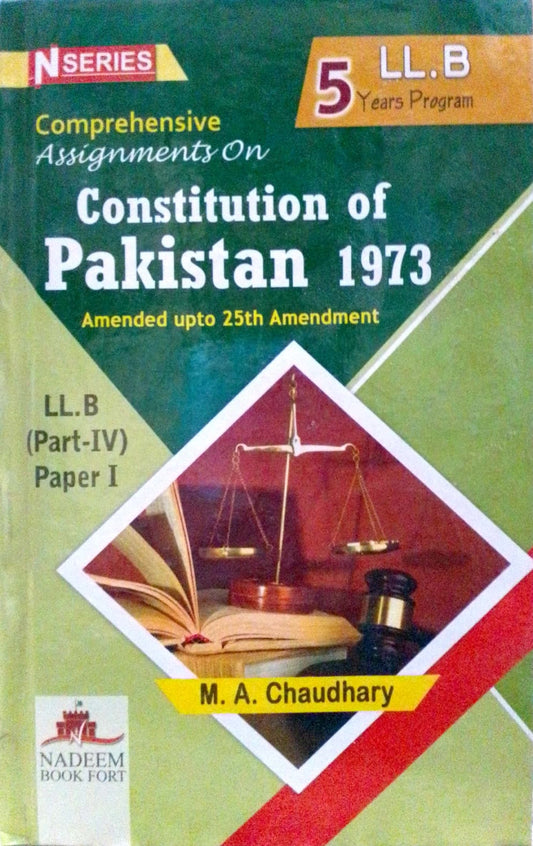 N SERIES
LL.B
5 Years Program
Comprehensive
Assignments On
Constitution of
Pakistan 1973
Amended upto 25th Amendment
LL.B
(Part-IV)
Paper I
M. A. Chaudhary
N
NADEEM
BOOK FORT